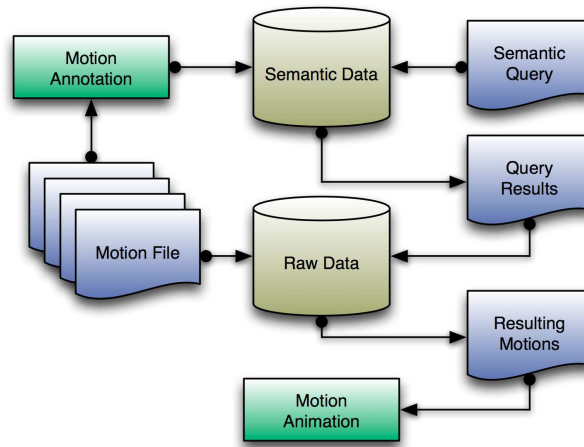 Motion
Annotation
Semantic Data
Semantic
Query
Query
Results
Motion File
Raw Data
Resulting
Motions
Motion
Animation